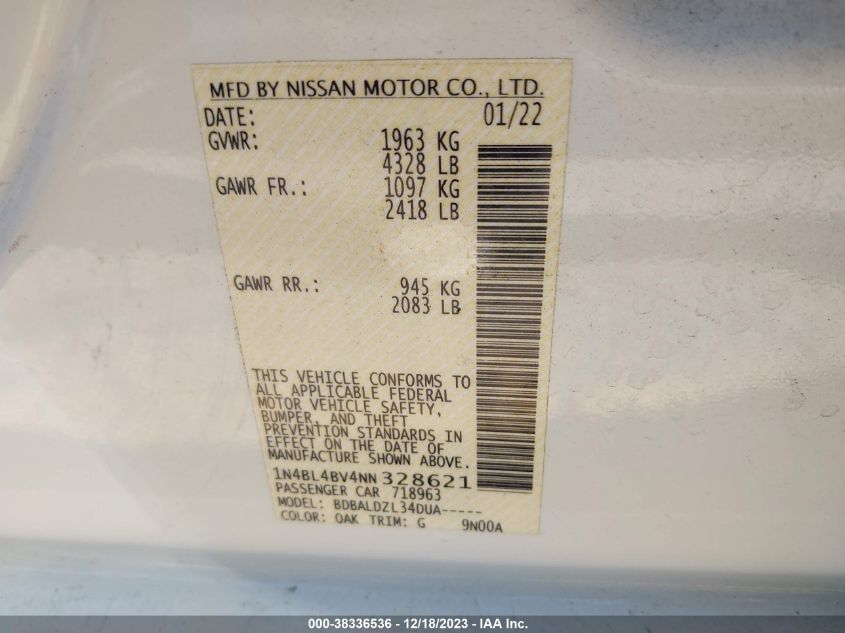 MFD BY NISSAN MOTOR CO., LTD.
DATE: 01/22
GVWR: 1963 KG
4328 LB
GAWR FR.: 1097 KG
2418 LB
GAWR RR.: 945 KG
2083 LB
THIS VEHICLE CONFORMS TO
ALL APPLICABLE FEDERAL
MOTOR VEHICLE SAFETY,
BUMPER, AND THEFT
PREVENTION STANDARDS IN
EFFECT ON THE DATE OF
MANUFACTURE SHOWN ABOVE.
1N4BL4BV4NN328621
PASSENGER CAR 718963
MODEL: BDBALDZL34DUA-----
COLOR: OAK TRIM: G 9N00A
000-38336536 - 12/18/2023 - IAA Inc.